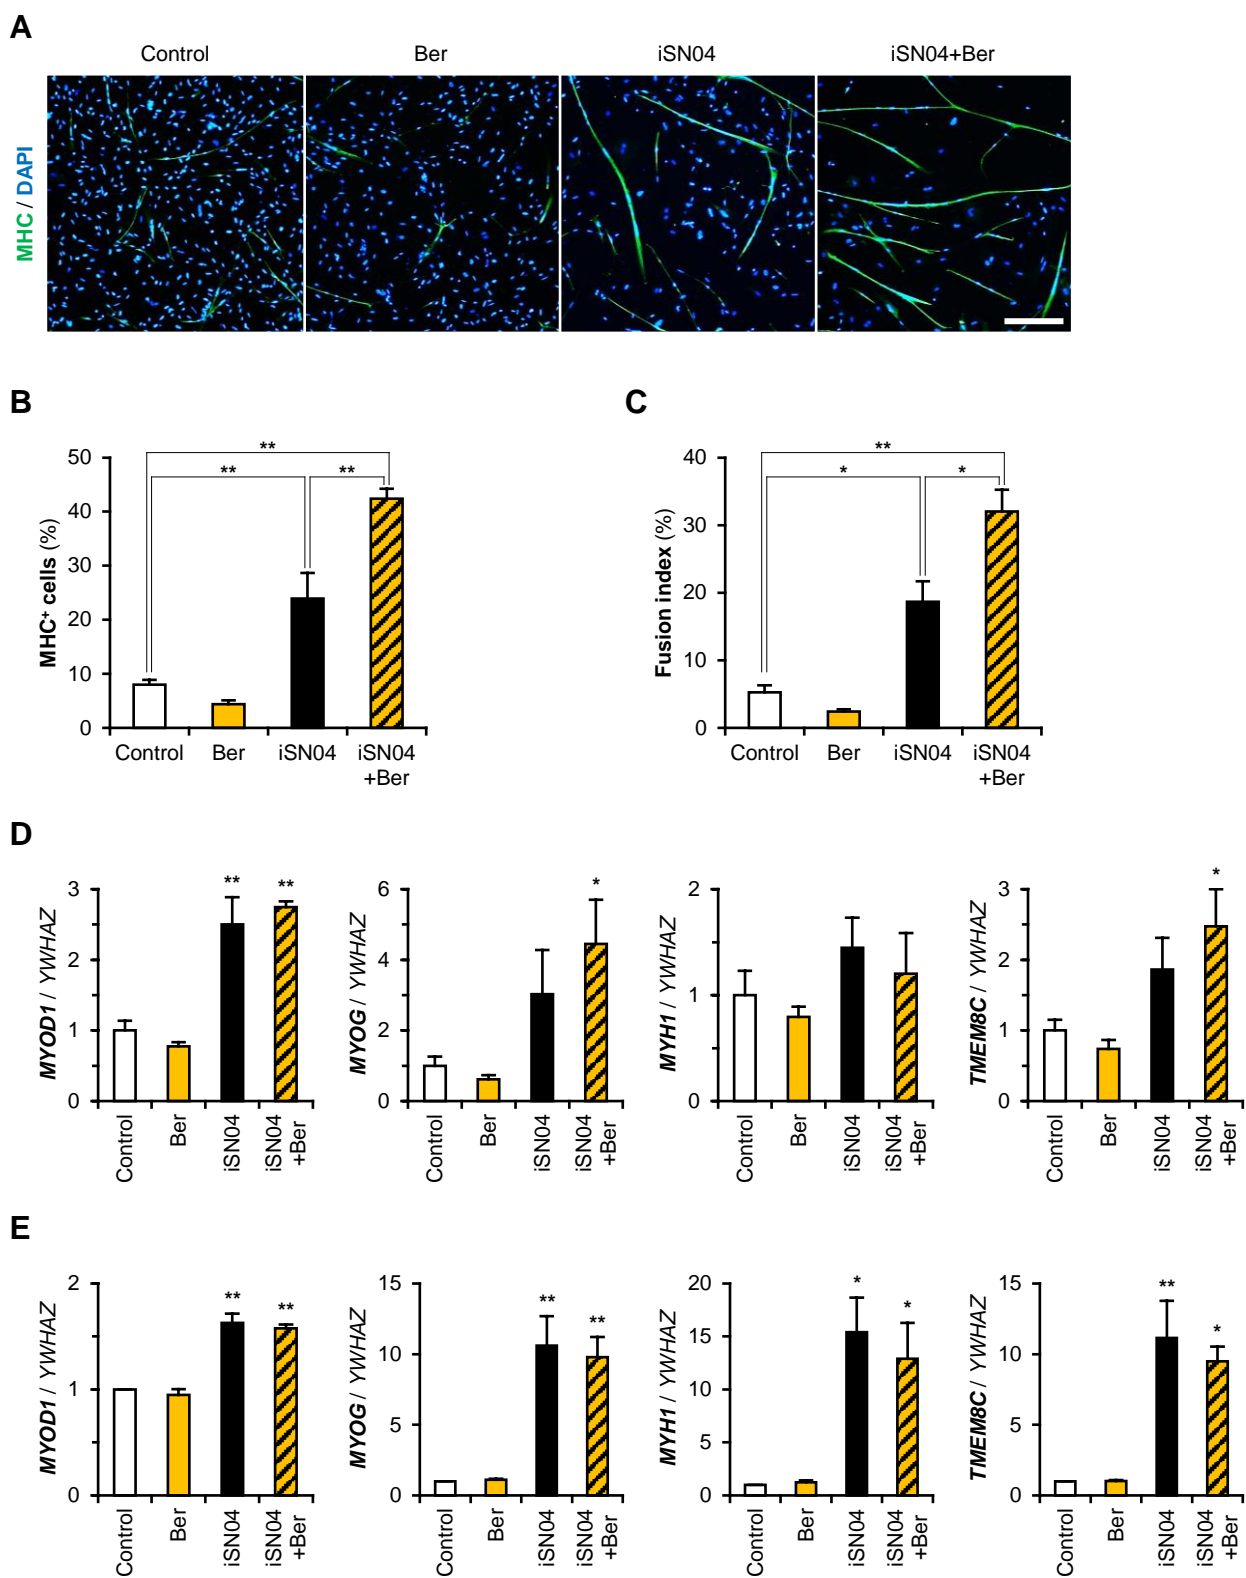 A
Control Ber iSN04 iSN04+Ber
MHC / DAPI
B
MHC+ cells (%)
50
40
30
20
10
0
** ** **
Control Ber iSN04 iSN04
+Ber
C
Fusion index (%)
40
30
20
10
0
** * *
Control Ber iSN04 iSN04
+Ber
D
MYOD1 / YWHAZ
3
2
1
0
** **
Control Ber iSN04 iSN04
+Ber
MYOG / YWHAZ
6
4
2
0
*
Control Ber iSN04 iSN04
+Ber
MYH1 / YWHAZ
2
1
0
Control Ber iSN04 iSN04
+Ber
TMEM8C / YWHAZ
3
2
1
0
*
Control Ber iSN04 iSN04
+Ber
E
MYOD1 / YWHAZ
2
1
0
** **
Control Ber iSN04 iSN04
+Ber
MYOG / YWHAZ
15
10
5
0
** **
Control Ber iSN04 iSN04
+Ber
MYH1 / YWHAZ
20
15
10
5
0
* *
Control Ber iSN04 iSN04
+Ber
TMEM8C / YWHAZ
15
10
5
0
** *
Control Ber iSN04 iSN04
+Ber